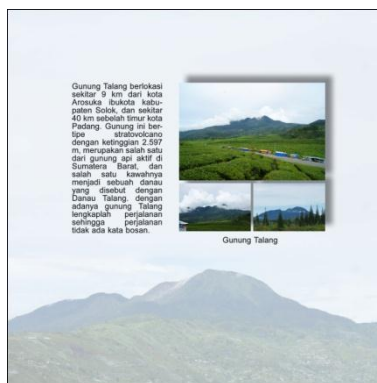 Gunung Talang berlokasi
sekitar 9 km dari kota
Arosuka ibukota kabu-
paten Solok, dan sekitar
40 km sebelah timur kota
Padang. Gunung ini ber-
tipe stratovolcano
dengan ketinggian 2.597
m, merupakan salah satu
dari gunung api aktif di
Sumatera Barat, dan
salah satu kawahnya
menjadi sebuah danau
yang disebut dengan
Danau Talang. dengan
adanya gunung Talang
lengkaplah perjalanan
sehingga perjalanan
tidak ada kata bosan.
Gunung Talang